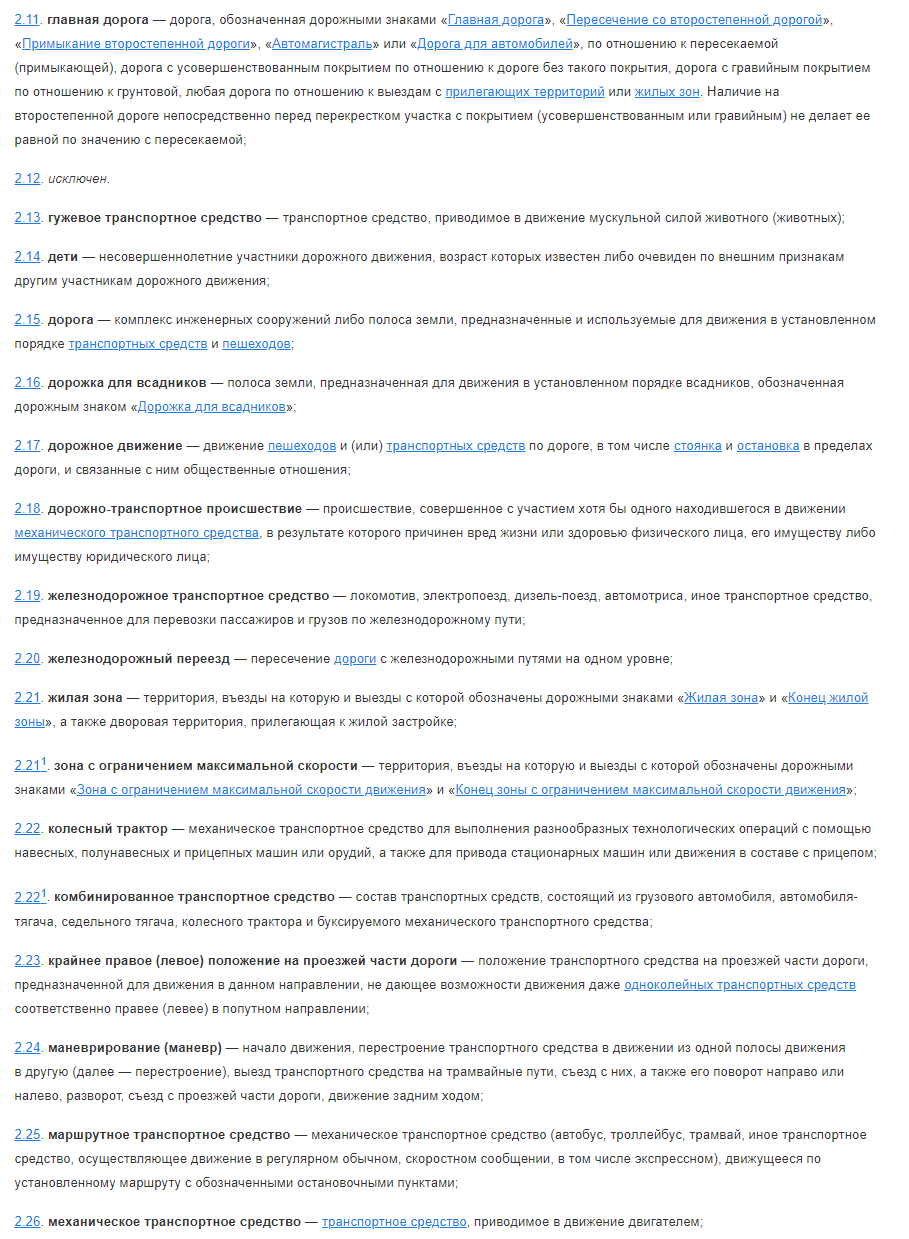 2.11. главная дорога — дорога, обозначенная дорожными знаками «Главная дорога», «Пересечение со второстепенной дорогой»,
«Примыкание второстепенной дороги», «Автомагистраль» или «Дорога для автомобилей», по отношению к пересекаемой
(примыкающей), дорога с усовершенствованным покрытием по отношению к дороге без такого покрытия, дорога с гравийным покрытием
по отношению к грунтовой, любая дорога по отношению к выездам с прилегающих территорий или жилых зон. Наличие на
второстепенной дороге непосредственно перед перекрестком участка с покрытием (усовершенствованным или гравийным) не делает ее
равной по значению с пересекаемой;
2.12. исключен.
2.13. гужевое транспортное средство — транспортное средство, приводимое в движение мускульной силой животного (животных);
2.14. дети — несовершеннолетние участники дорожного движения, возраст которых известен либо очевиден по внешним признакам
другим участникам дорожного движения;
2.15. дорога — комплекс инженерных сооружений либо полоса земли, предназначенные и используемые для движения в установленном
порядке транспортных средств и пешеходов;
2.16. дорожка для всадников — полоса земли, предназначенная для движения в установленном порядке всадников, обозначенная
дорожным знаком «Дорожка для всадников»;
2.17. дорожное движение — движение пешеходов и (или) транспортных средств по дороге, в том числе стоянка и остановка в пределах
дороги, и связанные с ним общественные отношения;
2.18. дорожно-транспортное происшествие — происшествие, совершенное с участием хотя бы одного находившегося в движении
механического транспортного средства, в результате которого причинен вред жизни или здоровью физического лица, его имуществу либо
имуществу юридического лица;
2.19. железнодорожное транспортное средство — локомотив, электропоезд, дизель-поезд, автомотриса, иное транспортное средство,
предназначенное для перевозки пассажиров и грузов по железнодорожному пути;
2.20. железнодорожный переезд — пересечение дороги с железнодорожными путями на одном уровне;
2.21. жилая зона — территория, въезды на которую и выезды с которой обозначены дорожными знаками «Жилая зона» и «Конец жилой
зоны», а также дворовая территория, прилегающая к жилой застройке;
2.21¹. зона с ограничением максимальной скорости — территория, въезды на которую и выезды с которой обозначены дорожными
знаками «Зона с ограничением максимальной скорости движения» и «Конец зоны с ограничением максимальной скорости движения»;
2.22. колесный трактор — механическое транспортное средство для выполнения разнообразных технологических операций с помощью
навесных, полунавесных и прицепных машин или орудий, а также для привода стационарных машин или движения в составе с прицепом;
2.22¹. комбинированное транспортное средство — состав транспортных средств, состоящий из грузового автомобиля, автомобиля-
тягача, седельного тягача, колесного трактора и буксируемого механического транспортного средства;
2.23. крайнее правое (левое) положение на проезжей части дороги — положение транспортного средства на проезжей части дороги,
предназначенной для движения в данном направлении, не дающее возможности движения даже одноколейных транспортных средств
соответственно правее (левее) в попутном направлении;
2.24. маневрирование (маневр) — начало движения, перестроение транспортного средства в движении из одной полосы движения
в другую (далее — перестроение), выезд транспортного средства на трамвайные пути, съезд с них, а также его поворот направо или
налево, разворот, съезд с проезжей части дороги, движение задним ходом;
2.25. маршрутное транспортное средство — механическое транспортное средство (автобус, троллейбус, трамвай, иное транспортное
средство, осуществляющее движение в регулярном обычном, скоростном сообщении, в том числе экспрессном), движущееся по
установленному маршруту с обозначенными остановочными пунктами;
2.26. механическое транспортное средство — транспортное средство, приводимое в движение двигателем;